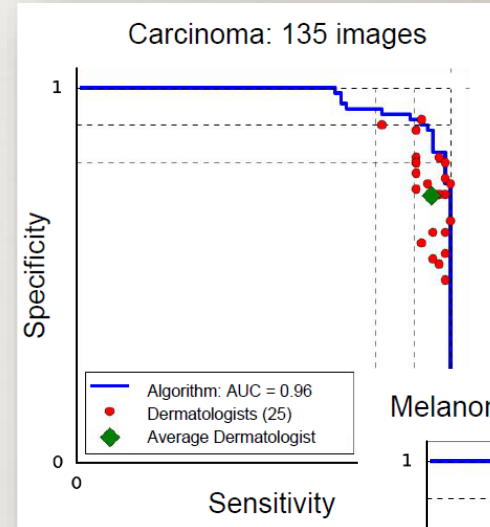 Carcinoma: 135 images
1
Specificity
Algorithm: AUC = 0.96
Dermatologists (25)
Average Dermatologist
0
0
Sensitivity
Melanor
1